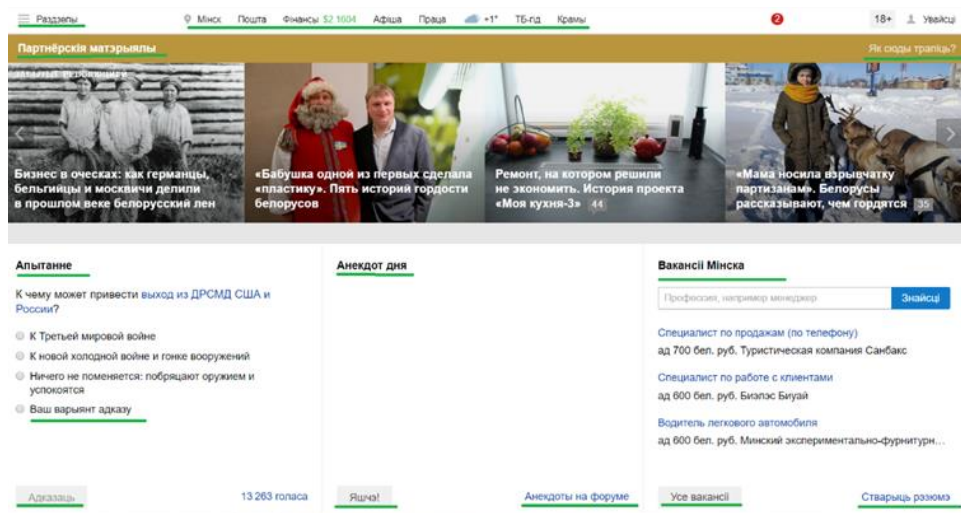 Раздзелы
Мінск Пошта Фінансы $2.1604 Афіша Праца +1° ТБ-гід Крамы 2 18+ Увайсці
Партнёрскія матэрыялы Як сюды трапіць?
Бизнес в оческах: как германцы,
бельгийцы и москвичи делили
в прошлом веке белорусский лен
«Бабушка одной из первых сделала
«пластику». Пять историй гордости
белорусов
Ремонт, на котором решили
не экономить. История проекта
«Моя кухня-3» 44
«Мама носила взрывчатку
партизанам». Белорусы
рассказывают, чем гордятся 35
Апытанне
К чему может привести выход из ДРСМД США и
России?
К Третьей мировой войне
К новой холодной войне и гонке вооружений
Ничего не поменяется: побряцают оружием и
успокоятся
Ваш варыянт адказу
Адказаць 13 263 голаса
Анекдот дня
Яшчэ! Анекдоты на форуме
Вакансіі Мінска
Профессия, например менеджер Знайсці
Специалист по продажам (по телефону)
ад 700 бел. руб. Туристическая компания Санбакс
Специалист по работе с клиентами
ад 600 бел. руб. Бизпэс Биуай
Водитель легкового автомобиля
ад 600 бел. руб. Минский экспериментально-фурнитурн…
Усе вакансіі Стварыць рэзюмэ